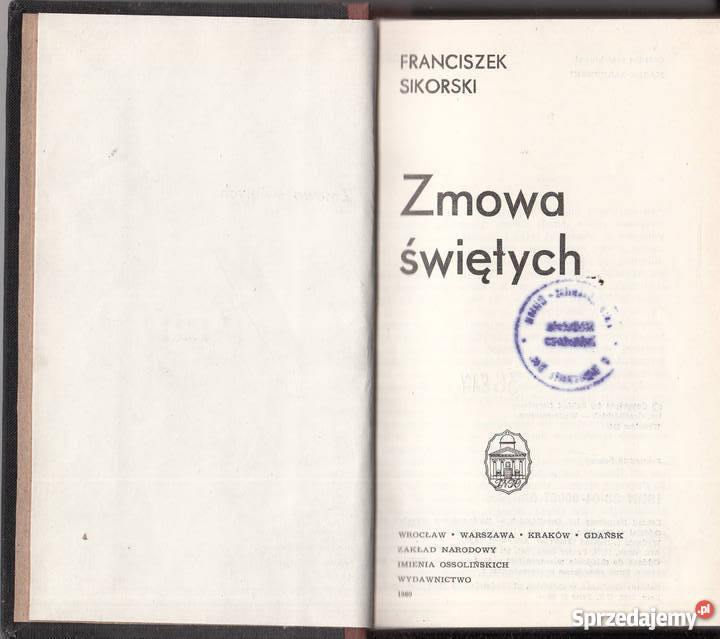 FRANCISZEK
SIKORSKI
Zmowa
świętych
WROCŁAW • WARSZAWA • KRAKÓW • GDAŃSK
ZAKŁAD NARODOWY
IMIENIA OSSOLIŃSKICH
WYDAWNICTWO
1980
Sprzedajemy.pl